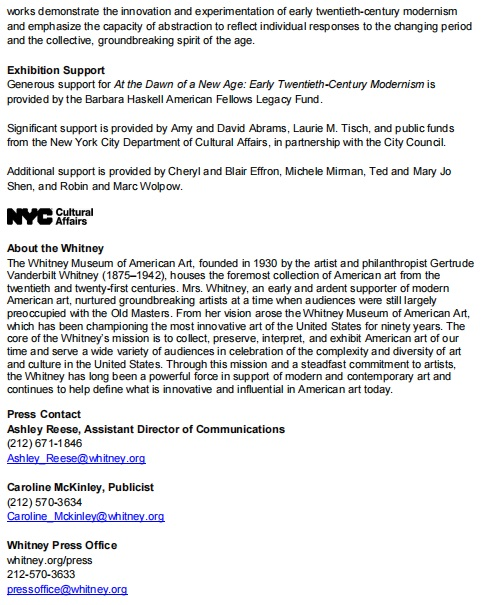 works demonstrate the innovation and experimentation of early twentieth-century modernism
and emphasize the capacity of abstraction to reflect individual responses to the changing period
and the collective, groundbreaking spirit of the age.
Exhibition Support
Generous support for At the Dawn of a New Age: Early Twentieth-Century Modernism is
provided by the Barbara Haskell American Fellows Legacy Fund.
Significant support is provided by Amy and David Abrams, Laurie M. Tisch, and public funds
from the New York City Department of Cultural Affairs, in partnership with the City Council.
Additional support is provided by Cheryl and Blair Effron, Michele Mirman, Ted and Mary Jo
Shen, and Robin and Marc Wolpow.
NYC Cultural
Affairs
About the Whitney
The Whitney Museum of American Art, founded in 1930 by the artist and philanthropist Gertrude
Vanderbilt Whitney (1875–1942), houses the foremost collection of American art from the
twentieth and twenty-first centuries. Mrs. Whitney, an early and ardent supporter of modern
American art, nurtured groundbreaking artists at a time when audiences were still largely
preoccupied with the Old Masters. From her vision arose the Whitney Museum of American Art,
which has been championing the most innovative art of the United States for ninety years. The
core of the Whitney's mission is to collect, preserve, interpret, and exhibit American art of our
time and serve a wide variety of audiences in celebration of the complexity and diversity of art
and culture in the United States. Through this mission and a steadfast commitment to artists,
the Whitney has long been a powerful force in support of modern and contemporary art and
continues to help define what is innovative and influential in American art today.
Press Contact
Ashley Reese, Assistant Director of Communications
(212) 671-1846
Ashley_Reese@whitney.org
Caroline McKinley, Publicist
(212) 570-3634
Caroline_Mckinley@whitney.org
Whitney Press Office
whitney.org/press
212-570-3633
pressoffice@whitney.org